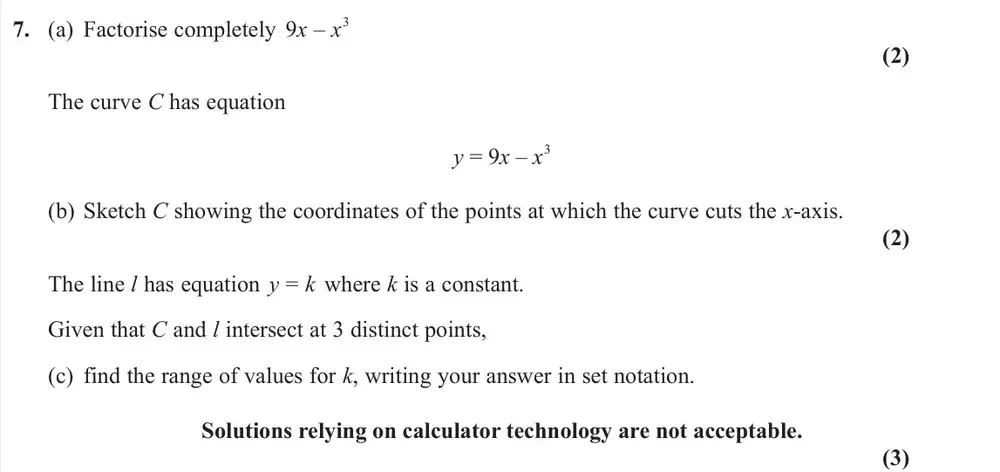 7. (a) Factorise completely 9x – x³
(2)
The curve C has equation
y = 9x – x³
(b) Sketch C showing the coordinates of the points at which the curve cuts the x-axis.
(2)
The line l has equation y = k where k is a constant.
Given that C and l intersect at 3 distinct points,
(c) find the range of values for k, writing your answer in set notation.
Solutions relying on calculator technology are not acceptable.
(3)